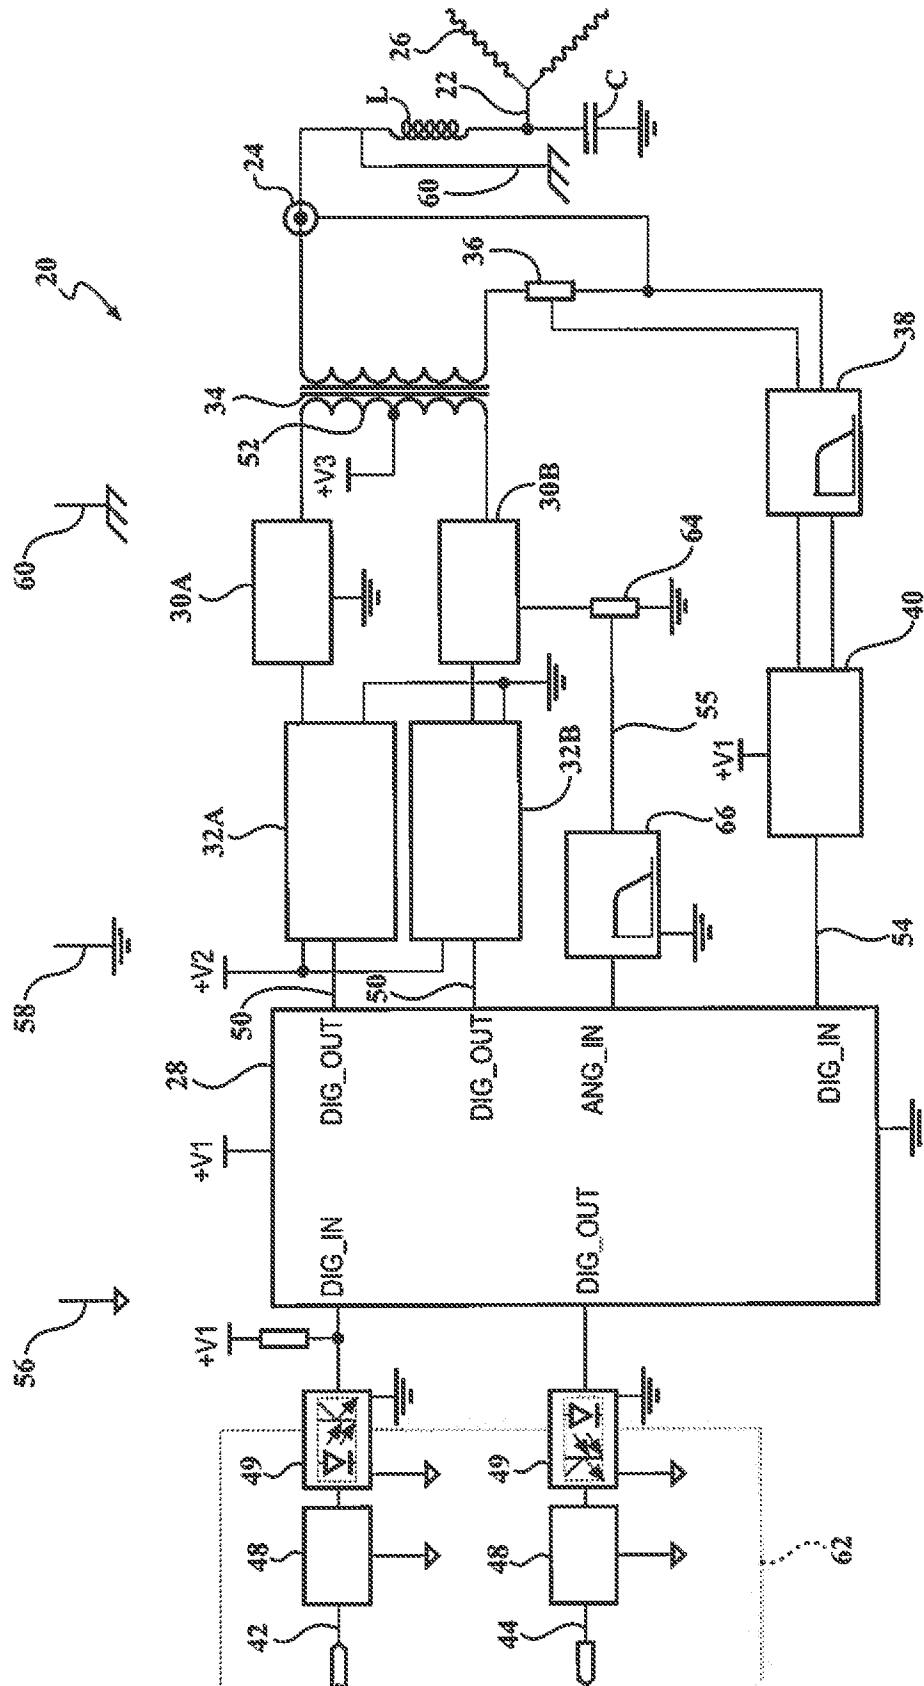 20
56
58
60
42
48
49
+V1
DIG_IN
+V1
28
DIG_OUT
50
+V2
32A
30A
+V3
52
34
24
L
26
22
C
60
36
44
48
49
DIG_OUT
DIG_OUT
50
32B
30B
ANG_IN
66
55
64
62
DIG_IN
54
+V1
40
38